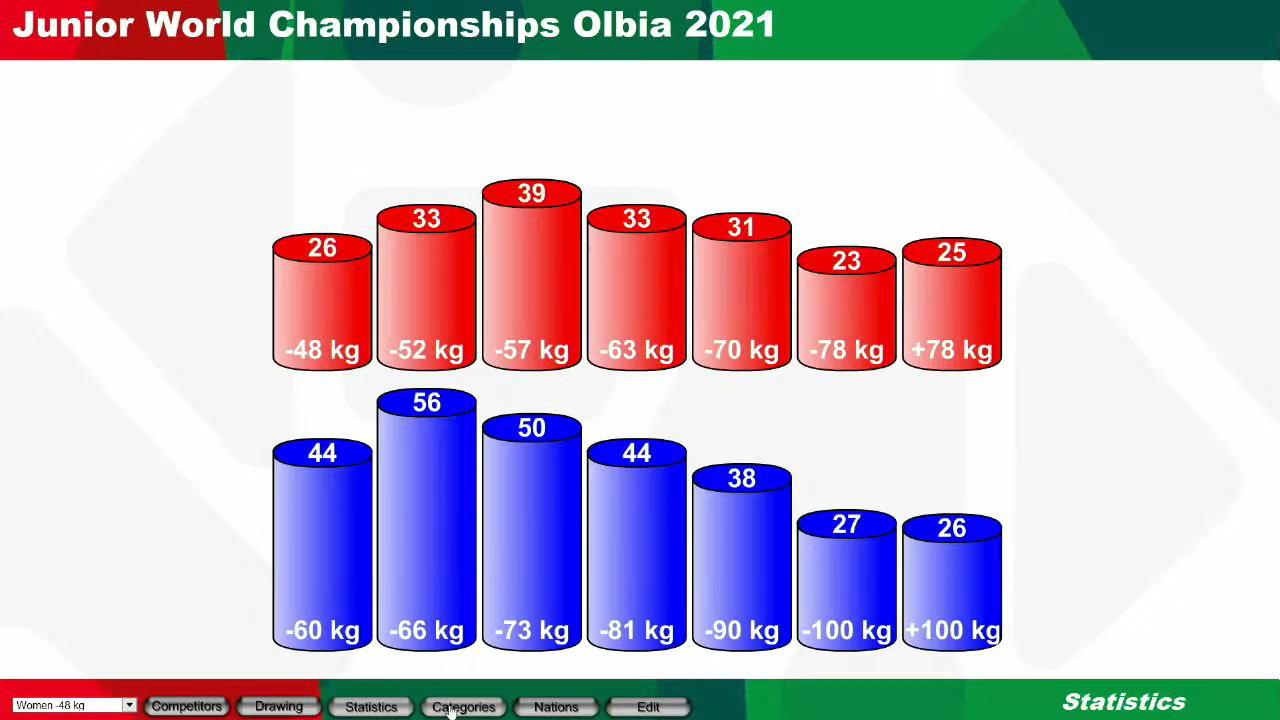 Junior World Championships Olbia 2021
39
33 33
31
26 25
23
-48 kg -52 kg -57 kg -63 kg -70 kg -78 kg +78 kg
56
50
44 44
38
27 26
-60 kg -66 kg -73 kg -81 kg -90 kg -100 kg +100 kg
Women -48 kg Competitors Drawing Statistics Categories Nations Edit Statistics